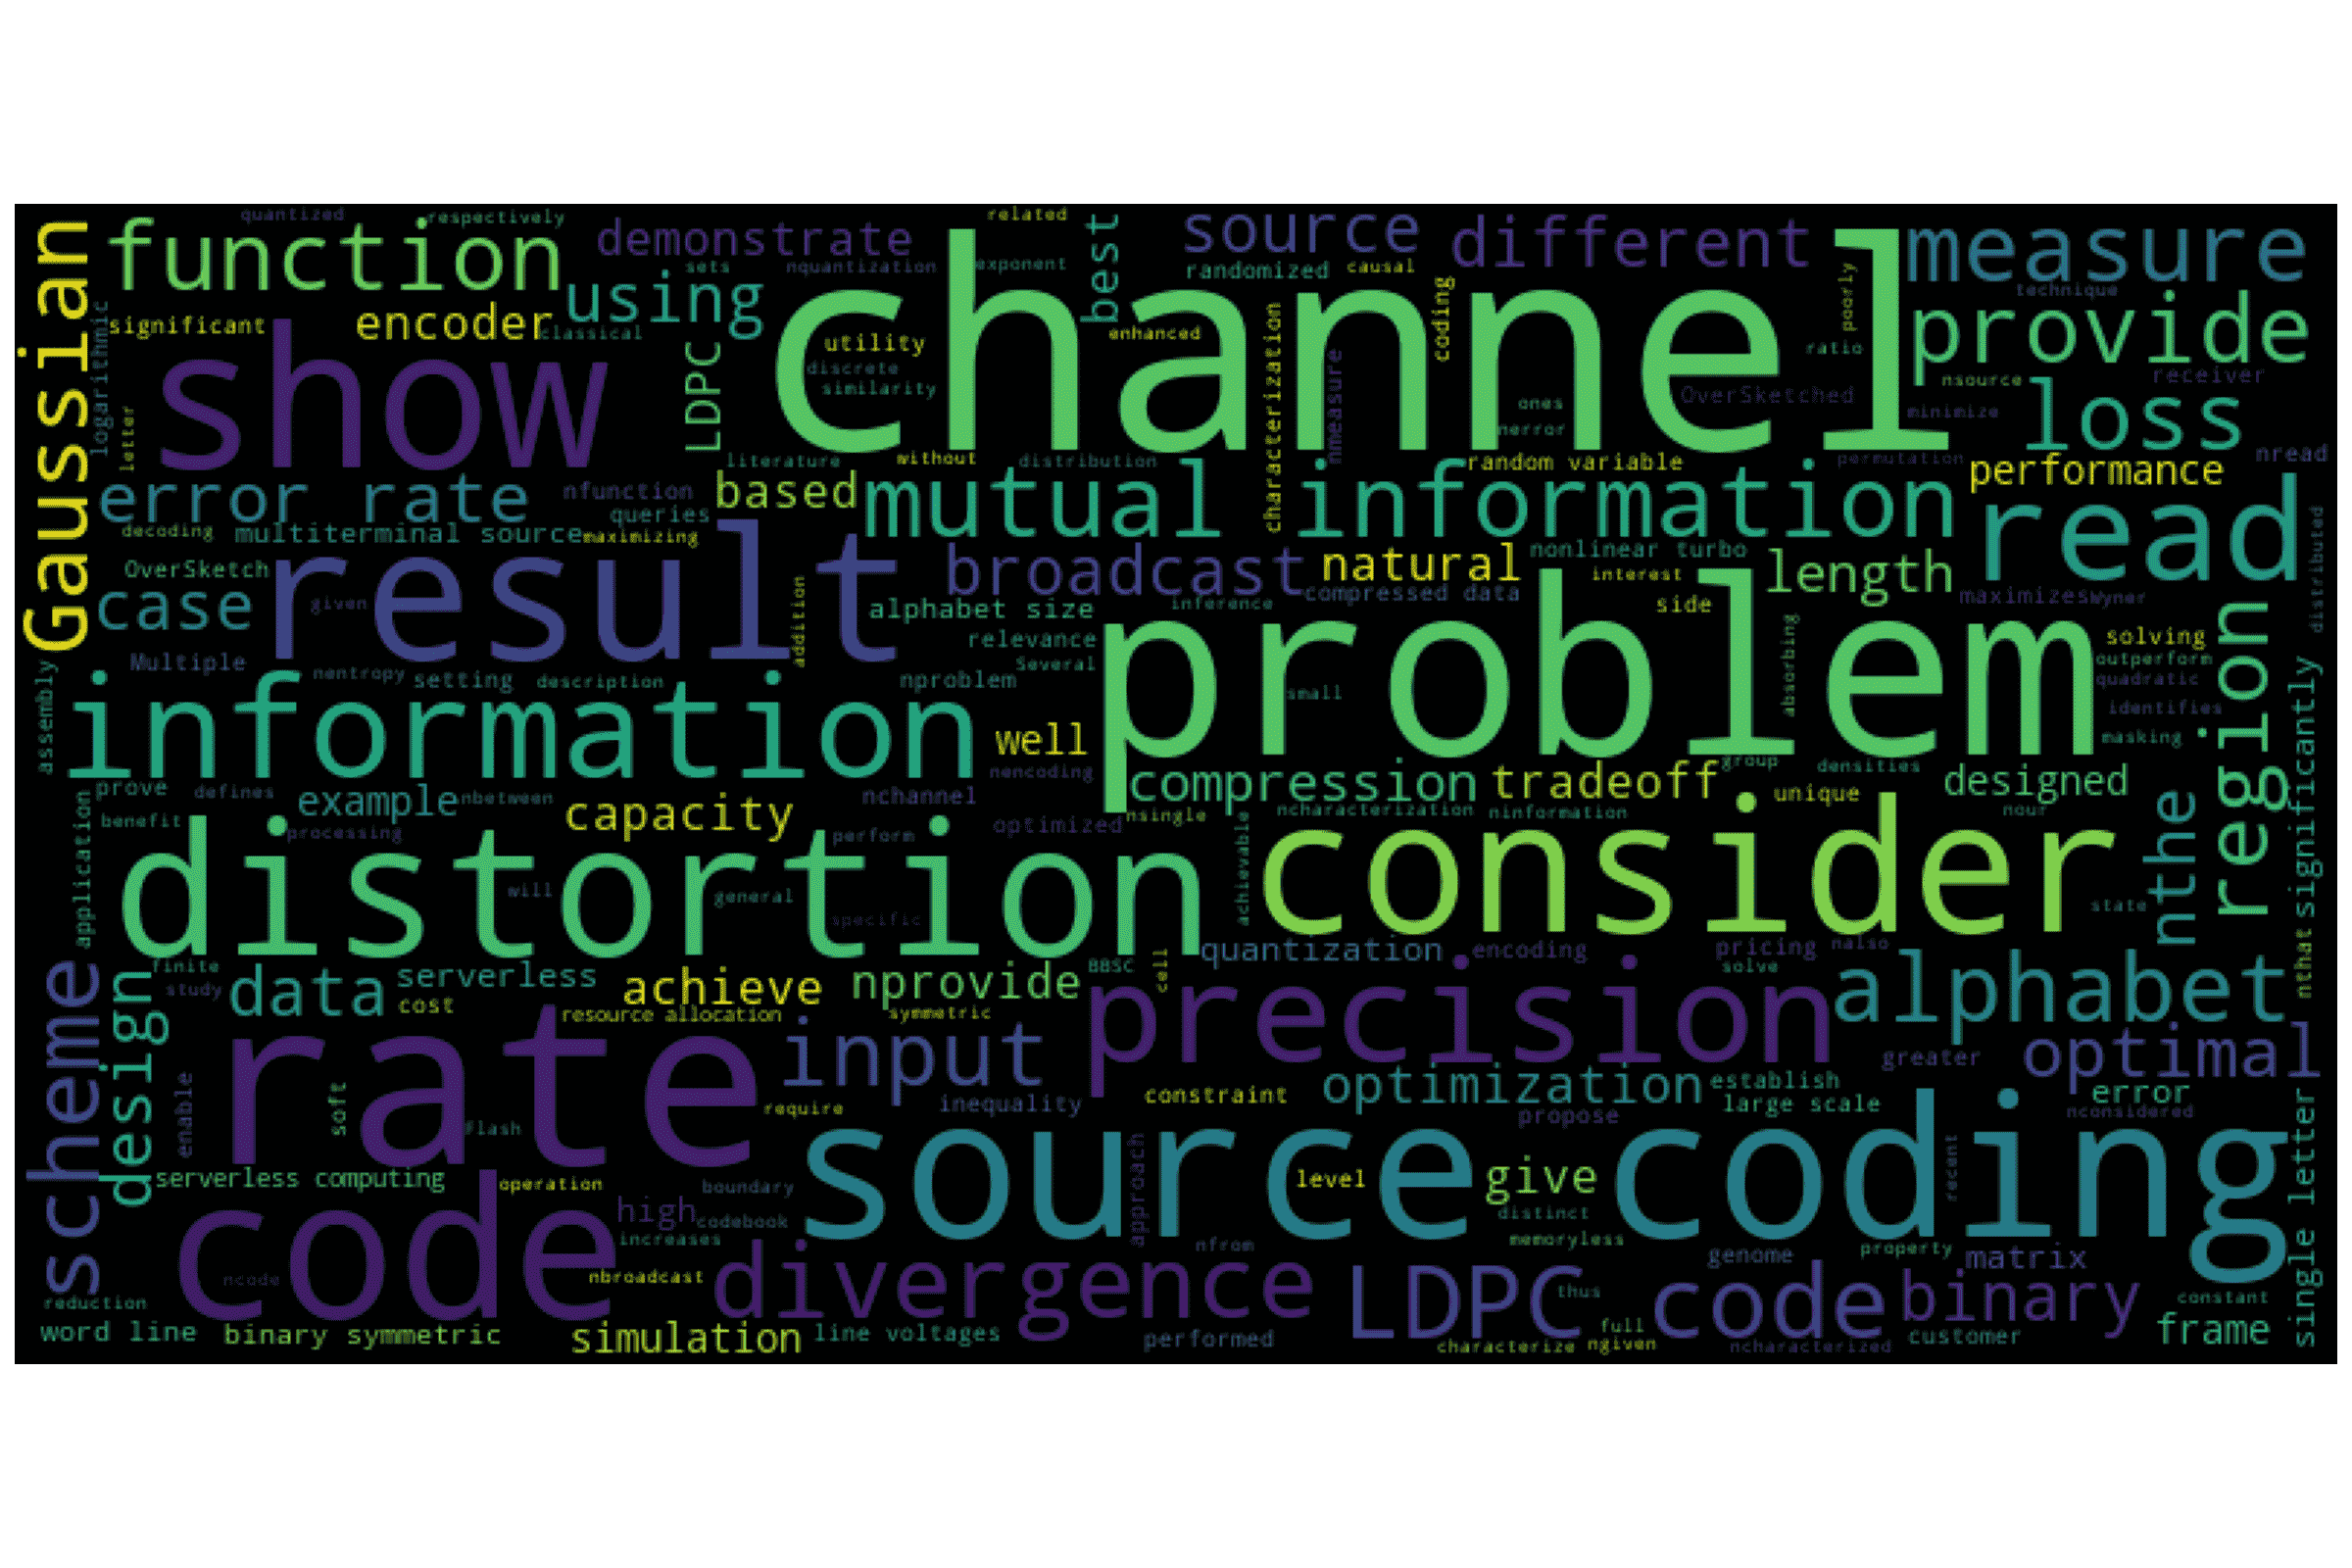 quantized
respectively
related
Gaussian
function
demonstrate
best
source
different
measure
sets
nquantization
exponent
randomized
causal
poorly
technique
channel
significant
encoder
classical
using
utility
enhanced
coding
ratio
provide
logarithmic
show
LDPC
discrete
similarity
characterization
nmeasure
OverSketched
nsource
receiver
minimize
ones
nerror
loss
letter
literature
without
distribution
random variable
permutation
nread
error rate
nfunction
based
mutual information
performance
read
queries
decoding
multiterminal source
maximizing
distributed
OverSketch
result
broadcast
natural
nonlinear turbo
length
interest
compressed data
case
given
addition
alphabet size
inference
side
maximizes
Wyner
relevance
problem
region
solving
Multiple
Several
outperform
assembly
nentropy
setting
description
nproblem
small
absorbing
quadratic
significantly
information
identifies
well
masking
nencoding
compression
tradeoff
group
densities
designed
prove
defines
example
nbetween
capacity
nchannel
nsingle
ncharacterization
ninformation
unique
nour
nthe
application
benefit
processing
perform
optimized
achievable
consider
distortion
will
general
specific
state
quantization
encoding
pricing
nalso
nthat
scheme
finite
study
design
data
serverless
cost
achieve
nprovide
BBSC
cell
solve
precision
alphabet
resource allocation
symmetric
rate
input
greater
optimal
optimization
establish
enable
soft
Flash
require
inequality
constraint
large scale
error
propose
nconsidered
source coding
single letter
serverless computing
operation
boundary
approach
level
give
recent
code
high
codebook
distinct
increases
nfrom
memoryless
genome
property
matrix
ncode
nbroadcast
divergence
LDPC code
thus
binary
reduction
constant
word line
binary symmetric
simulation
line voltages
performed
full
characterize
ngiven
ncharacterized
customer
frame